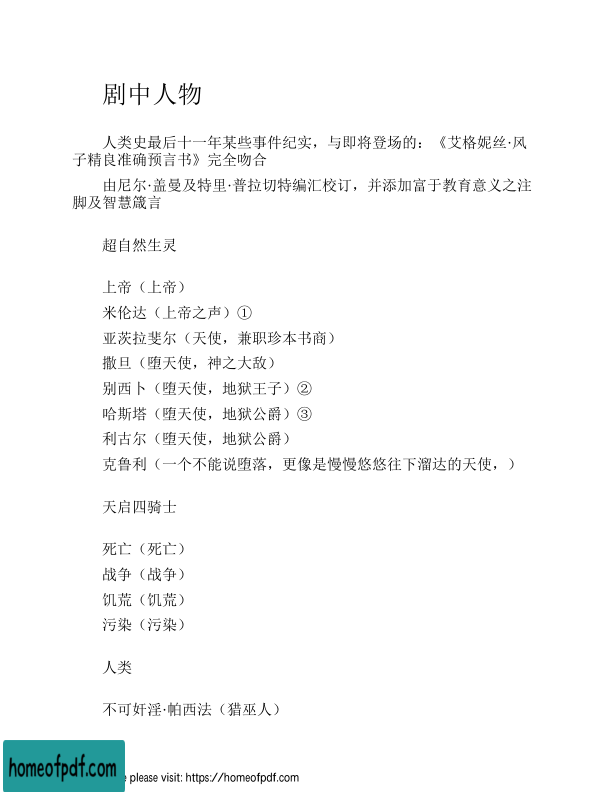 剧中人物
人类史最后十一年某些事件纪实，与即将登场的：《艾格妮丝·风
子精良准确预言书》完全吻合
由尼尔·盖曼及特里·普拉切特编汇校订，并添加富于教育意义之注
脚及智慧箴言
超自然生灵
上帝（上帝）
米伦达（上帝之声）①
亚茨拉斐尔（天使，兼职珍本书商）
撒旦（堕天使，神之大敌）
别西卜（堕天使，地狱王子）②
哈斯塔（堕天使，地狱公爵）③
利古尔（堕天使，地狱公爵）
克鲁利（一个不能说堕落，更像是慢慢悠悠往下溜达的天使，）
天启四骑士
死亡（死亡）
战争（战争）
饥荒（饥荒）
污染（污染）
人类
不可奸淫·帕西法（猎巫人）
homeofpdf.com
e please visit: https://homeofpdf.com